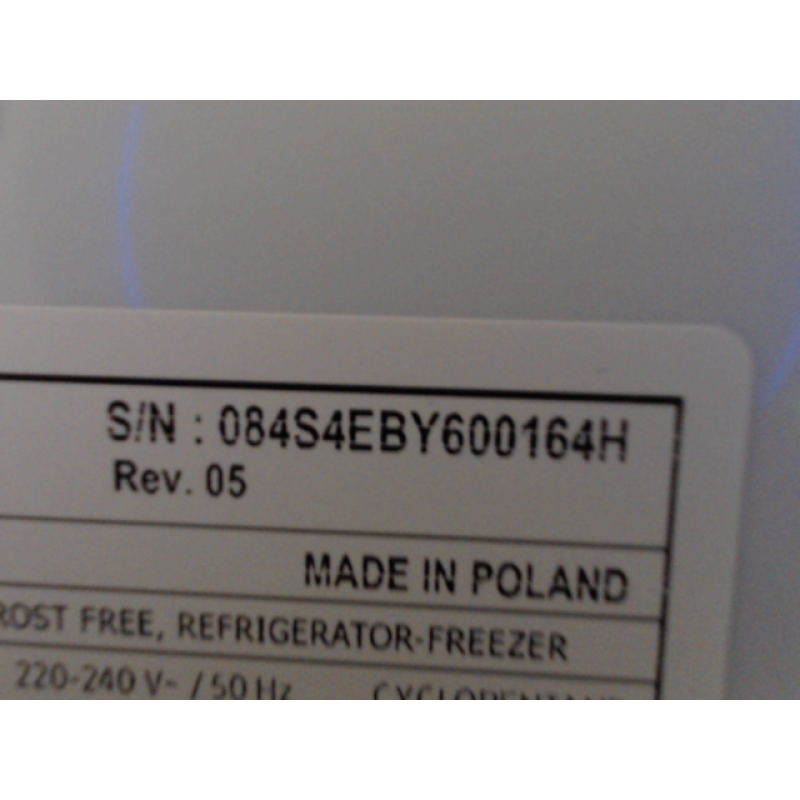 S/N : 084S4EBY600164H
Rev. 05
MADE IN POLAND
ROST FREE, REFRIGERATOR-FREEZER
220-240 V~ / 50 Hz